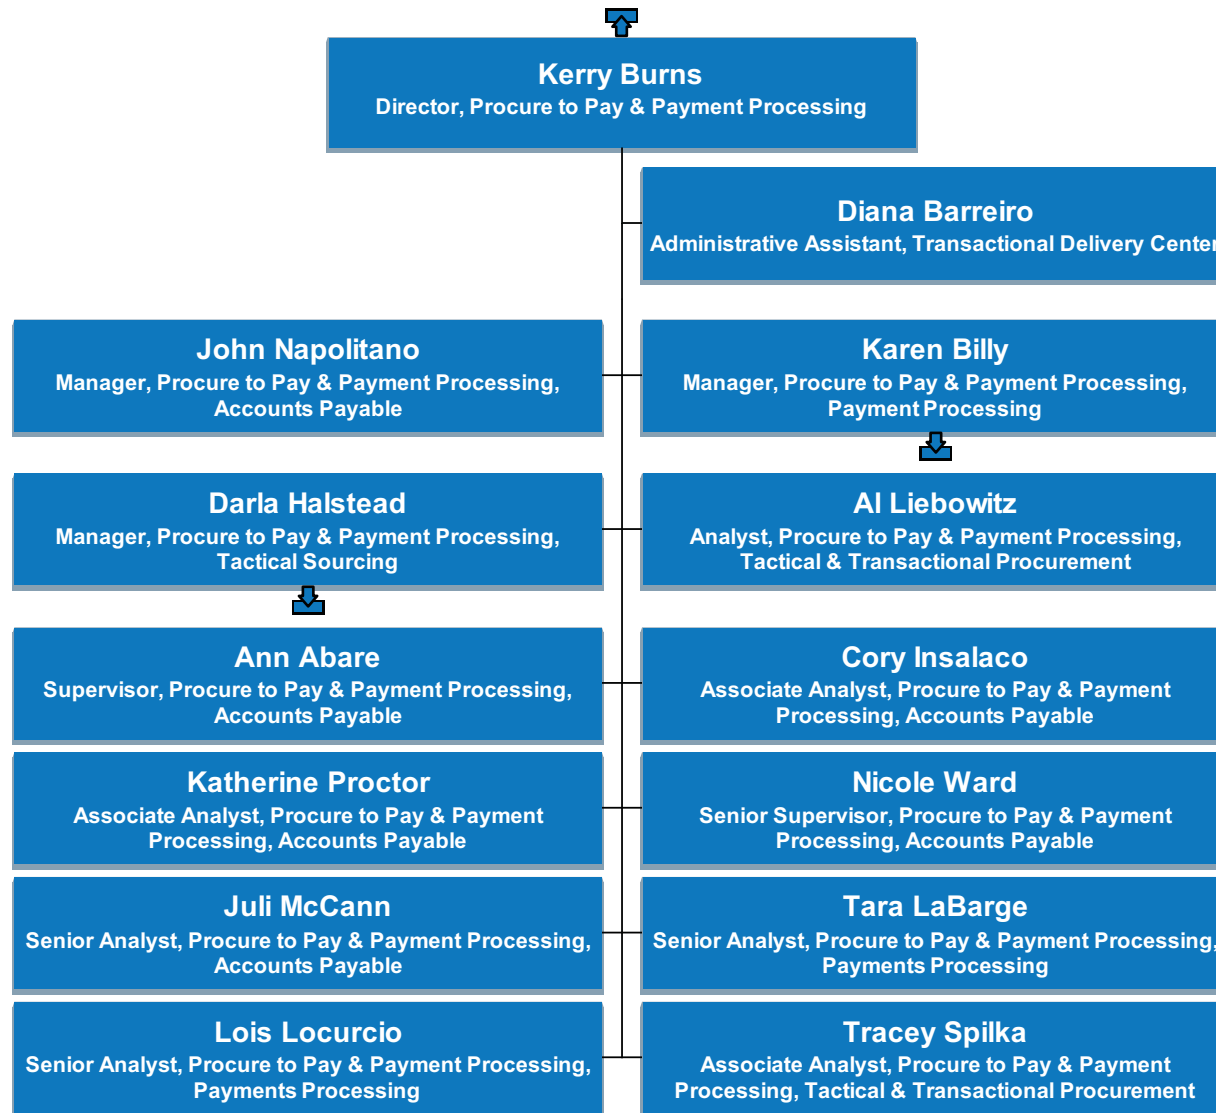 Kerry Burns
Director, Procure to Pay & Payment Processing
Diana Barreiro
Administrative Assistant, Transactional Delivery Center
John Napolitano
Manager, Procure to Pay & Payment Processing,
Accounts Payable
Karen Billy
Manager, Procure to Pay & Payment Processing,
Payment Processing
Darla Halstead
Manager, Procure to Pay & Payment Processing,
Tactical Sourcing
Al Liebowitz
Analyst, Procure to Pay & Payment Processing,
Tactical & Transactional Procurement
Ann Abare
Supervisor, Procure to Pay & Payment Processing,
Accounts Payable
Cory Insalaco
Associate Analyst, Procure to Pay & Payment
Processing, Accounts Payable
Katherine Proctor
Associate Analyst, Procure to Pay & Payment
Processing, Accounts Payable
Nicole Ward
Senior Supervisor, Procure to Pay & Payment
Processing, Accounts Payable
Juli McCann
Senior Analyst, Procure to Pay & Payment Processing,
Accounts Payable
Tara LaBarge
Senior Analyst, Procure to Pay & Payment Processing,
Payments Processing
Lois Locurcio
Senior Analyst, Procure to Pay & Payment Processing,
Payments Processing
Tracey Spilka
Associate Analyst, Procure to Pay & Payment
Processing, Tactical & Transactional Procurement